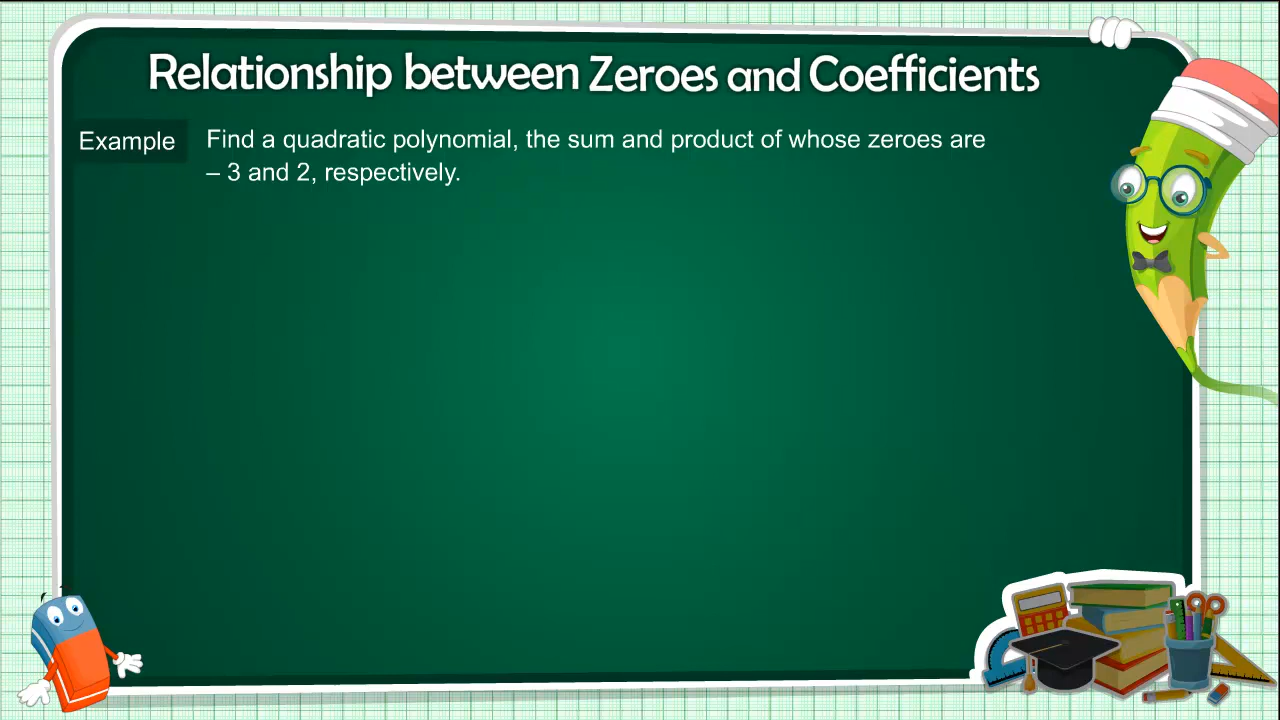 Relationship between Zeroes and Coefficients
Example Find a quadratic polynomial, the sum and product of whose zeroes are
– 3 and 2, respectively.